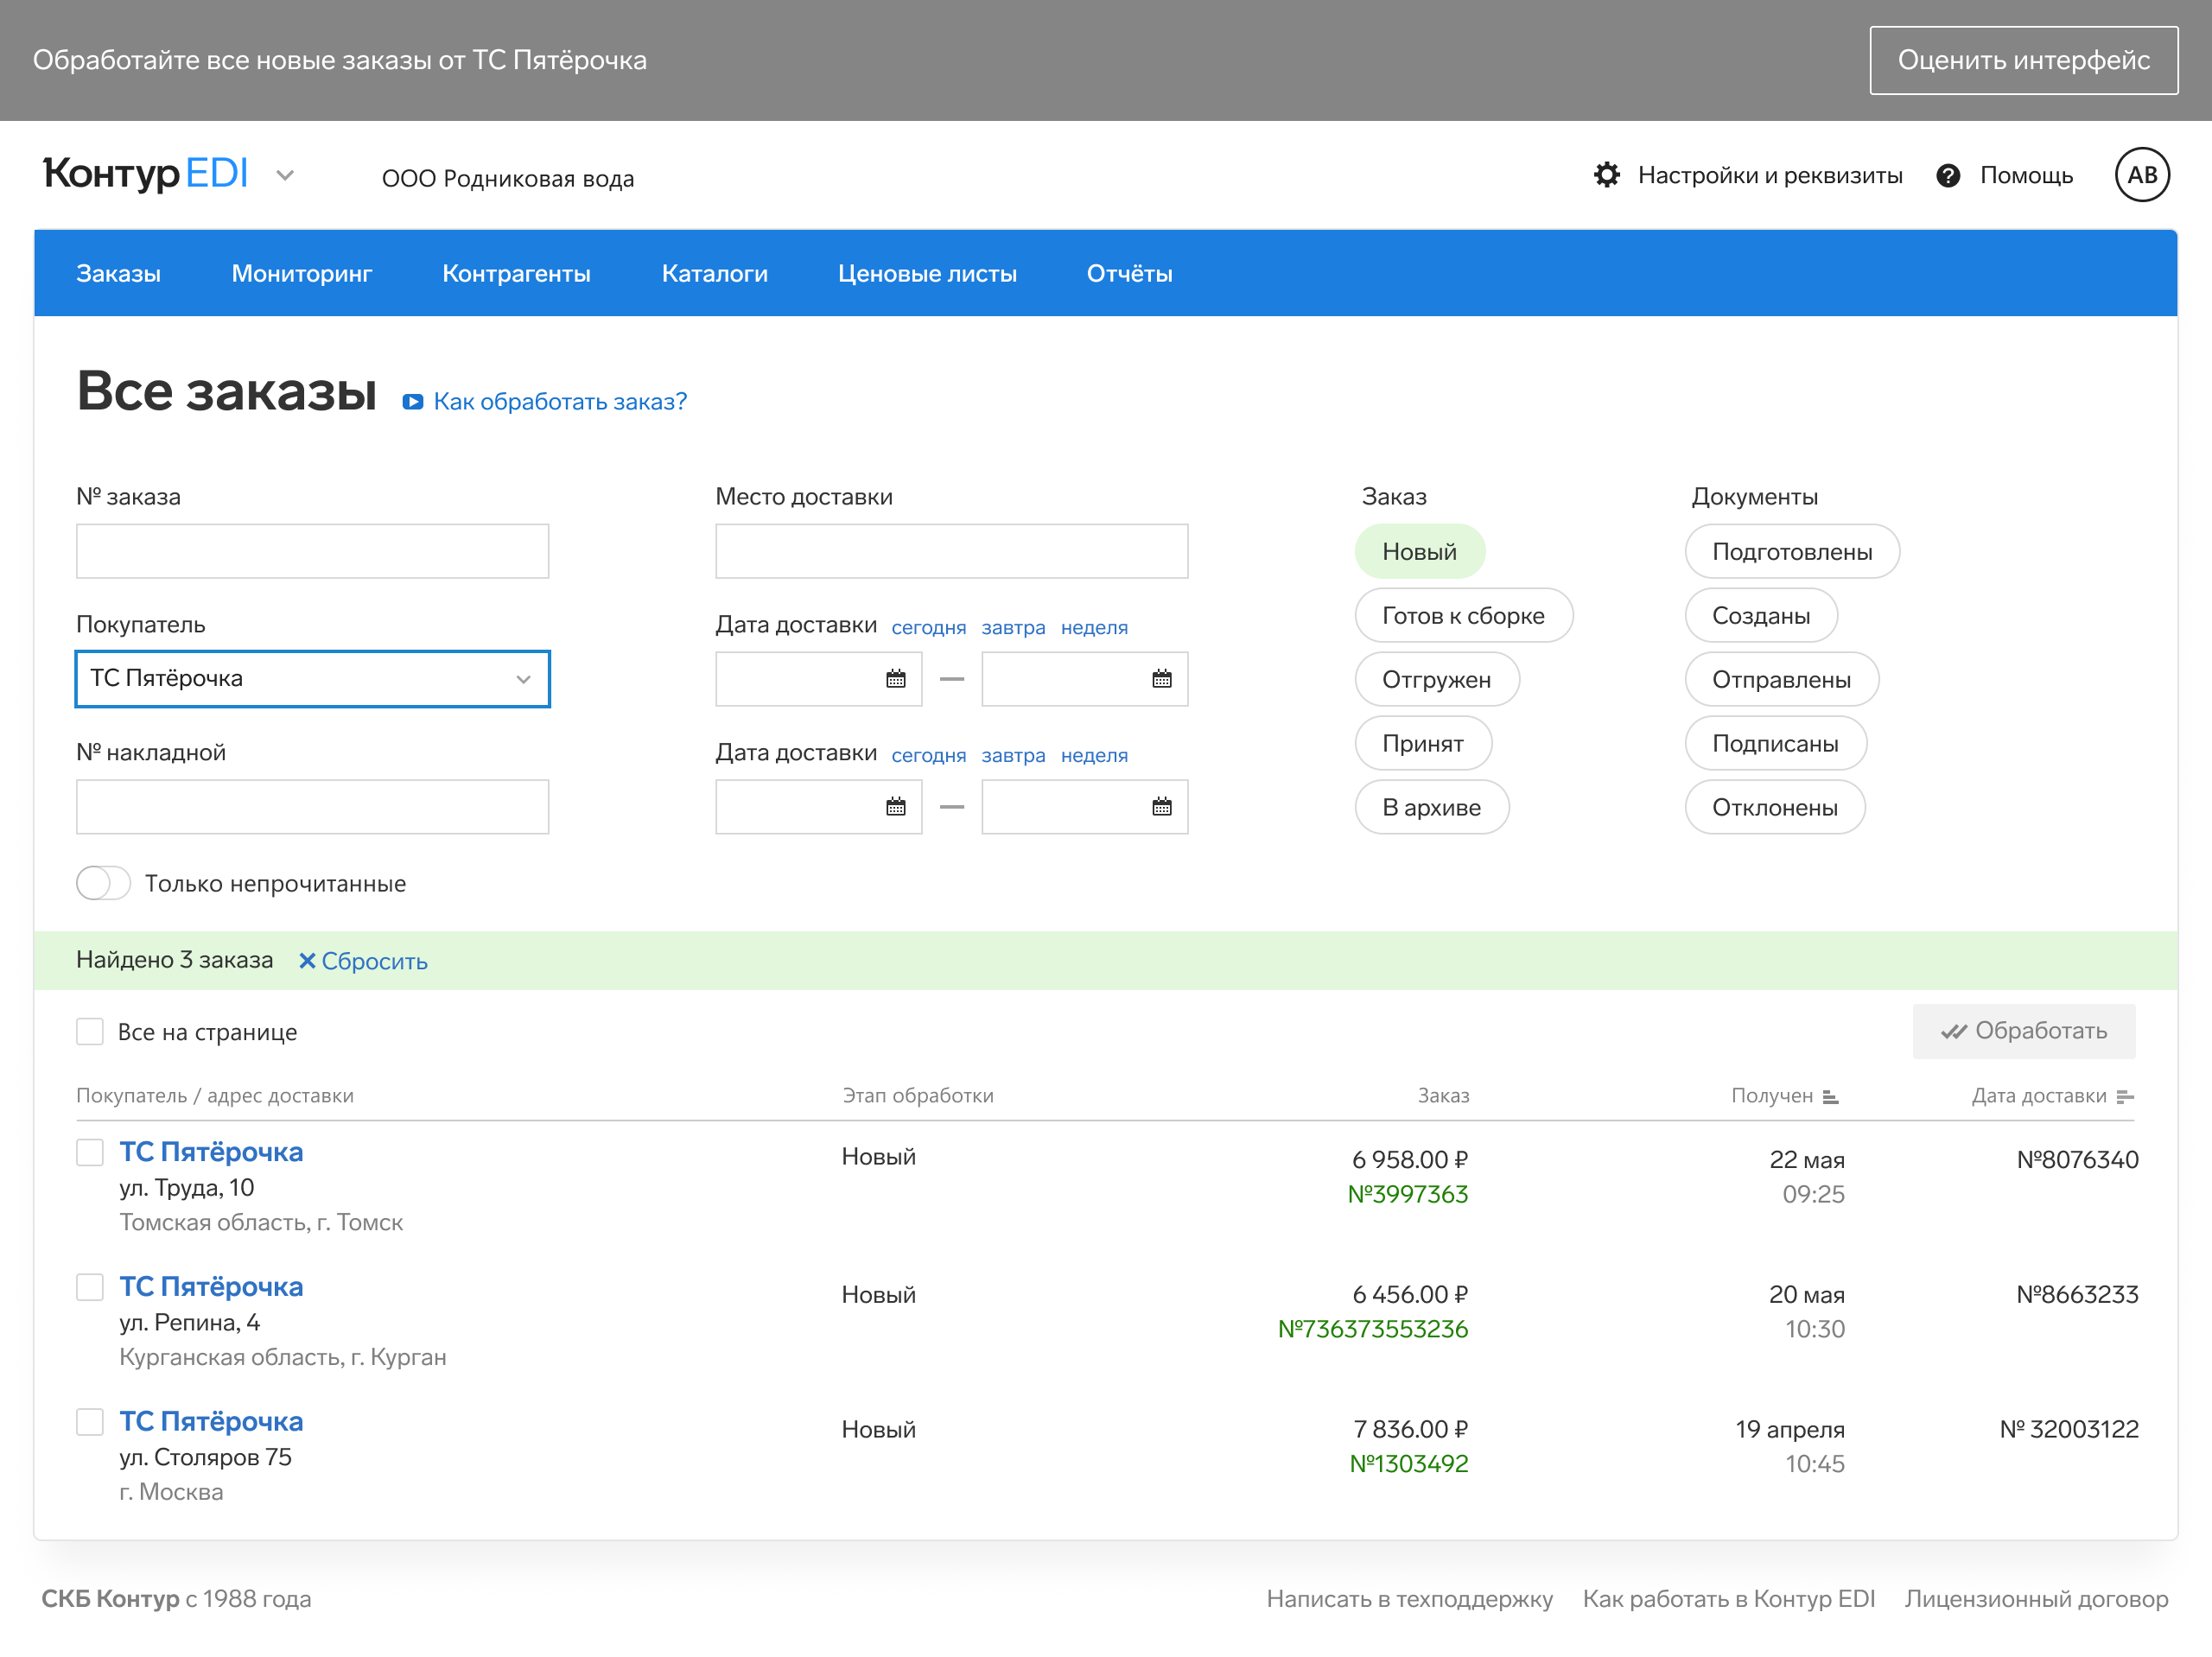 Обработайте все новые заказы от ТС Пятёрочка
Оценить интерфейс
Контур EDI
ООО Родниковая вода
Настройки и реквизиты
Помощь
АВ
Заказы
Мониторинг
Контрагенты
Каталоги
Ценовые листы
Отчёты
Все заказы
Как обработать заказ?
№ заказа
Место доставки
Заказ
Документы
Новый
Подготовлены
Готов к сборке
Созданы
Покупатель
Дата доставки сегодня завтра неделя
ТС Пятёрочка
—
Отгружен
Отправлены
№ накладной
Дата доставки сегодня завтра неделя
Принят
Подписаны
—
В архиве
Отклонены
Только непрочитанные
Найдено 3 заказа
Сбросить
Все на странице
Обработать
Покупатель / адрес доставки
Этап обработки
Заказ
Получен
Дата доставки
ТС Пятёрочка
ул. Труда, 10
Томская область, г. Томск
Новый
6 958.00 ₽
№3997363
22 мая
09:25
№8076340
ТС Пятёрочка
ул. Репина, 4
Курганская область, г. Курган
Новый
6 456.00 ₽
№736373553236
20 мая
10:30
№8663233
ТС Пятёрочка
ул. Столяров 75
г. Москва
Новый
7 836.00 ₽
№1303492
19 апреля
10:45
№ 32003122
СКБ Контур с 1988 года
Написать в техподдержку
Как работать в Контур EDI
Лицензионный договор